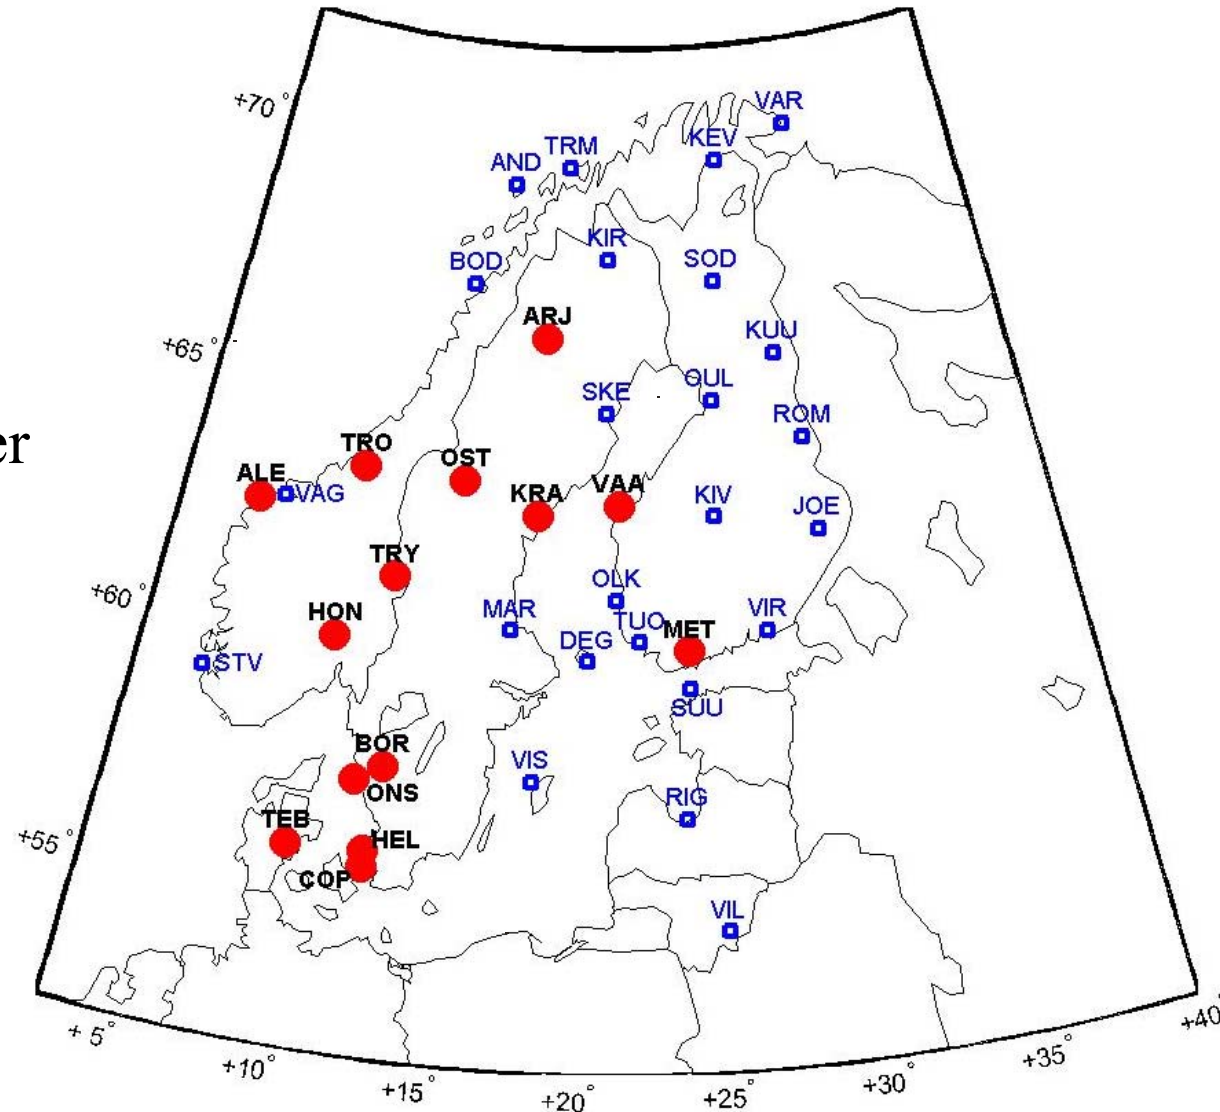 +70°
VAR
KEV
TRM
AND
KIR
BOD
SOD
ARJ
KUU
+65°
OUL
SKE
ROM
er
TRO
OST
ALE
VAG
KRA
VAA
KIV
JOE
TRY
+60°
OLK
HON
MAR
TUO
VIR
MET
DEG
STV
SUU
BOR
VIS
ONS
RIG
TEB
+55°
HEL
COP
VIL
+ 5°
+10°
+15°
+20°
+25°
+30°
+35°
+40°